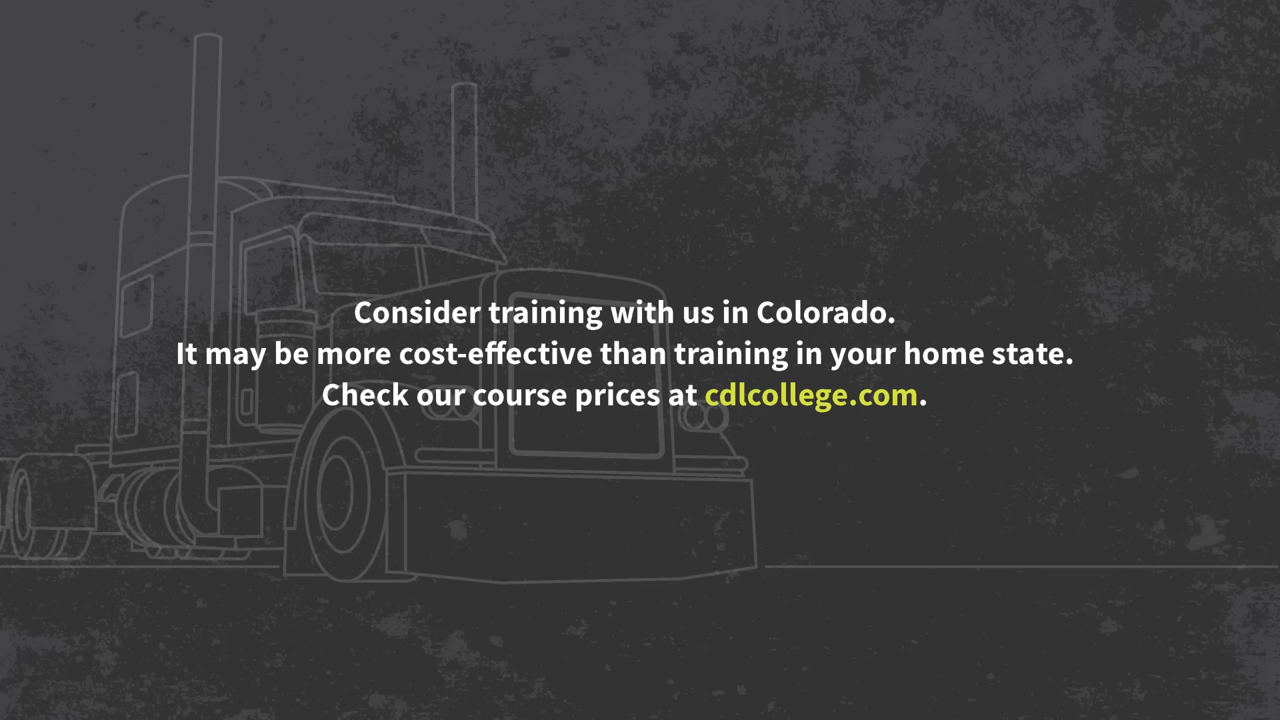 Consider training with us in Colorado.
It may be more cost-effective than training in your home state.
Check our course prices at cdlcollege.com.